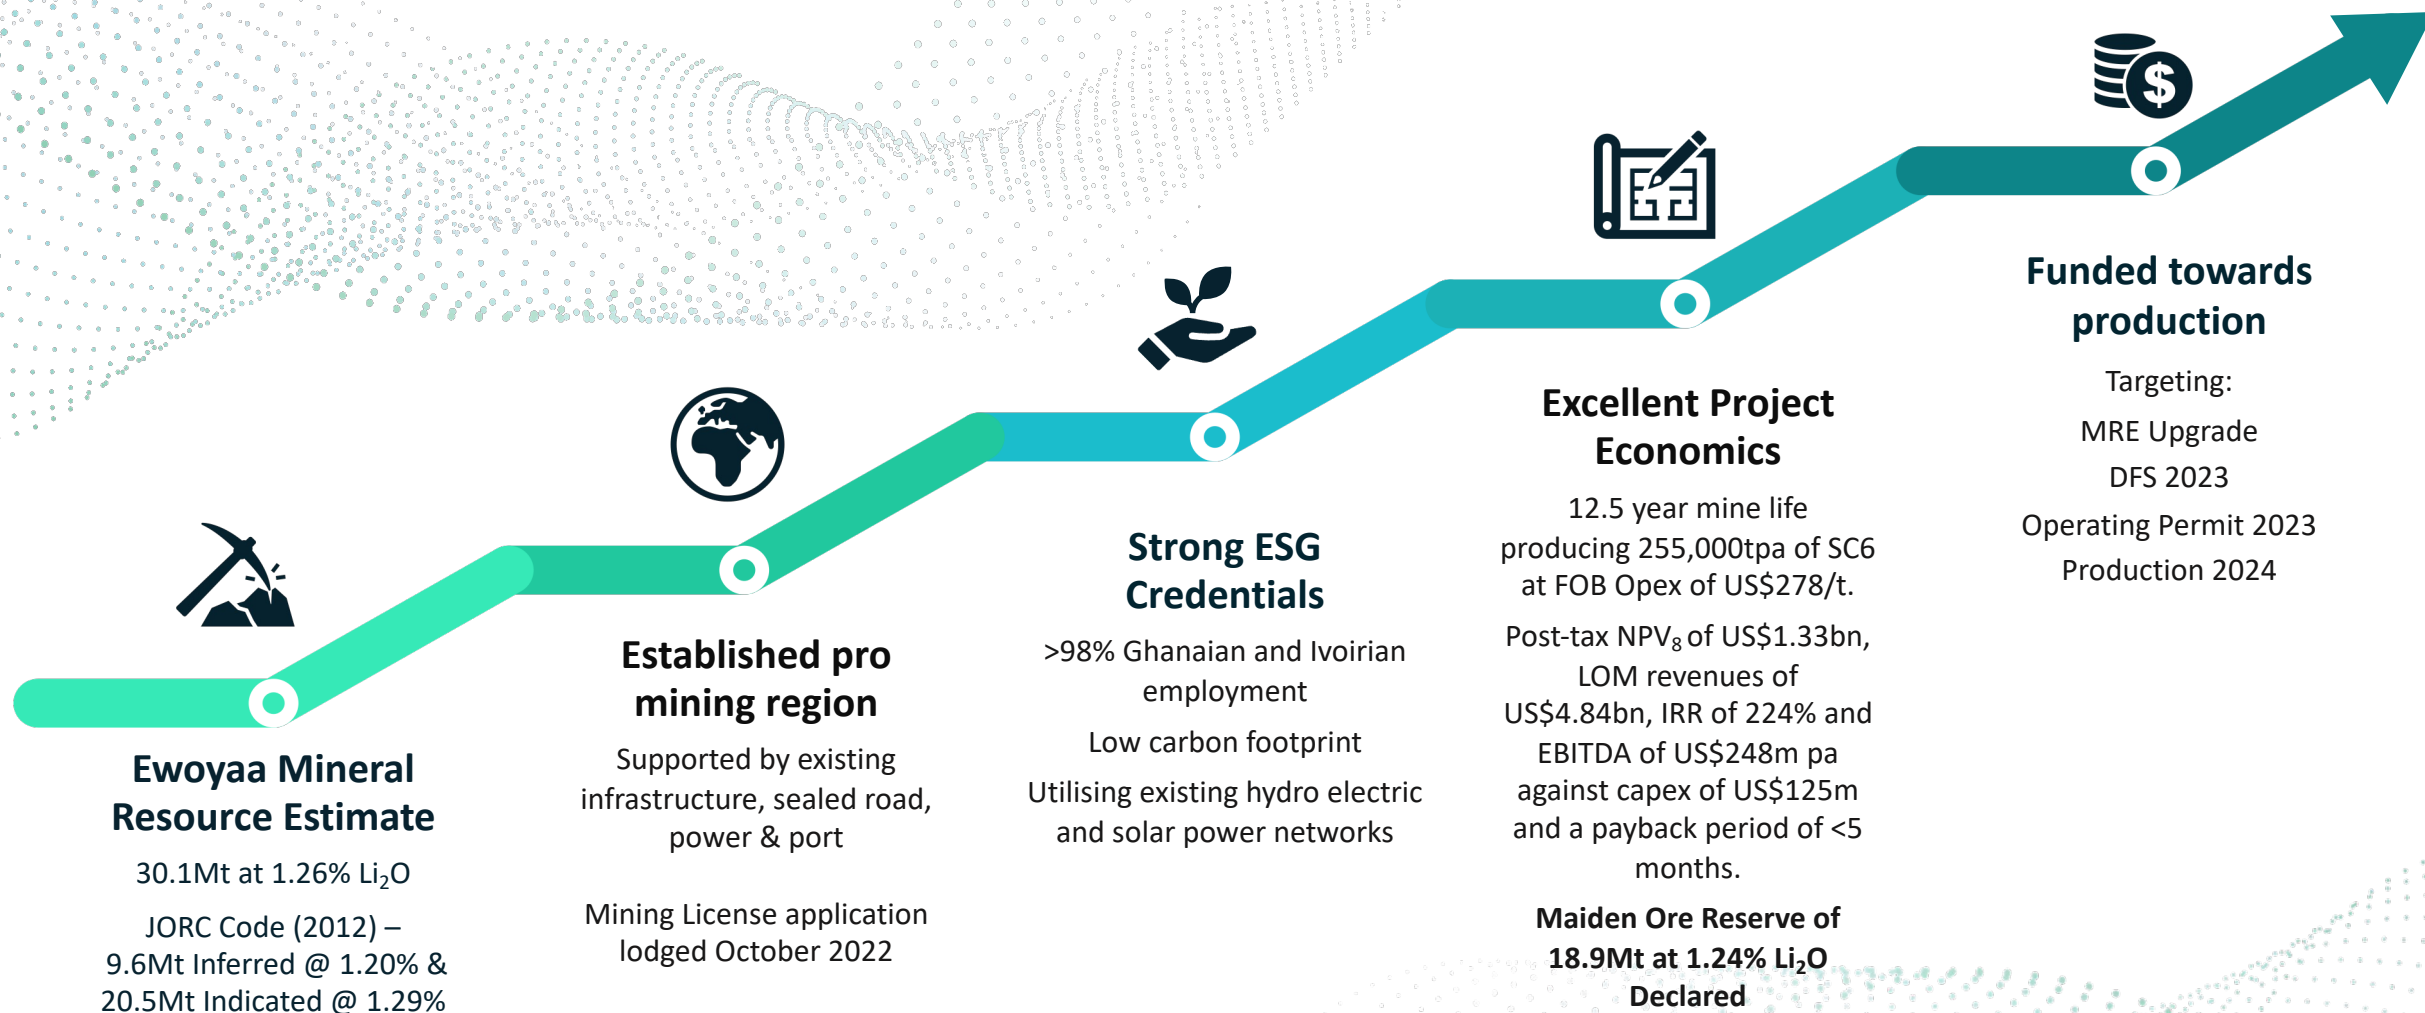 Ewoyaa Mineral
Resource Estimate
30.1Mt at 1.26% Li₂O
JORC Code (2012) –
9.6Mt Inferred @ 1.20% &
20.5Mt Indicated @ 1.29%
Established pro
mining region
Supported by existing
infrastructure, sealed road,
power & port
Mining License application
lodged October 2022
Strong ESG
Credentials
>98% Ghanaian and Ivoirian
employment
Low carbon footprint
Utilising existing hydro electric
and solar power networks
Excellent Project
Economics
12.5 year mine life
producing 255,000tpa of SC6
at FOB Opex of US$278/t.
Post-tax NPV₈ of US$1.33bn,
LOM revenues of
US$4.84bn, IRR of 224% and
EBITDA of US$248m pa
against capex of US$125m
and a payback period of <5
months.
Maiden Ore Reserve of
18.9Mt at 1.24% Li₂O
Declared
$
Funded towards
production
Targeting:
MRE Upgrade
DFS 2023
Operating Permit 2023
Production 2024